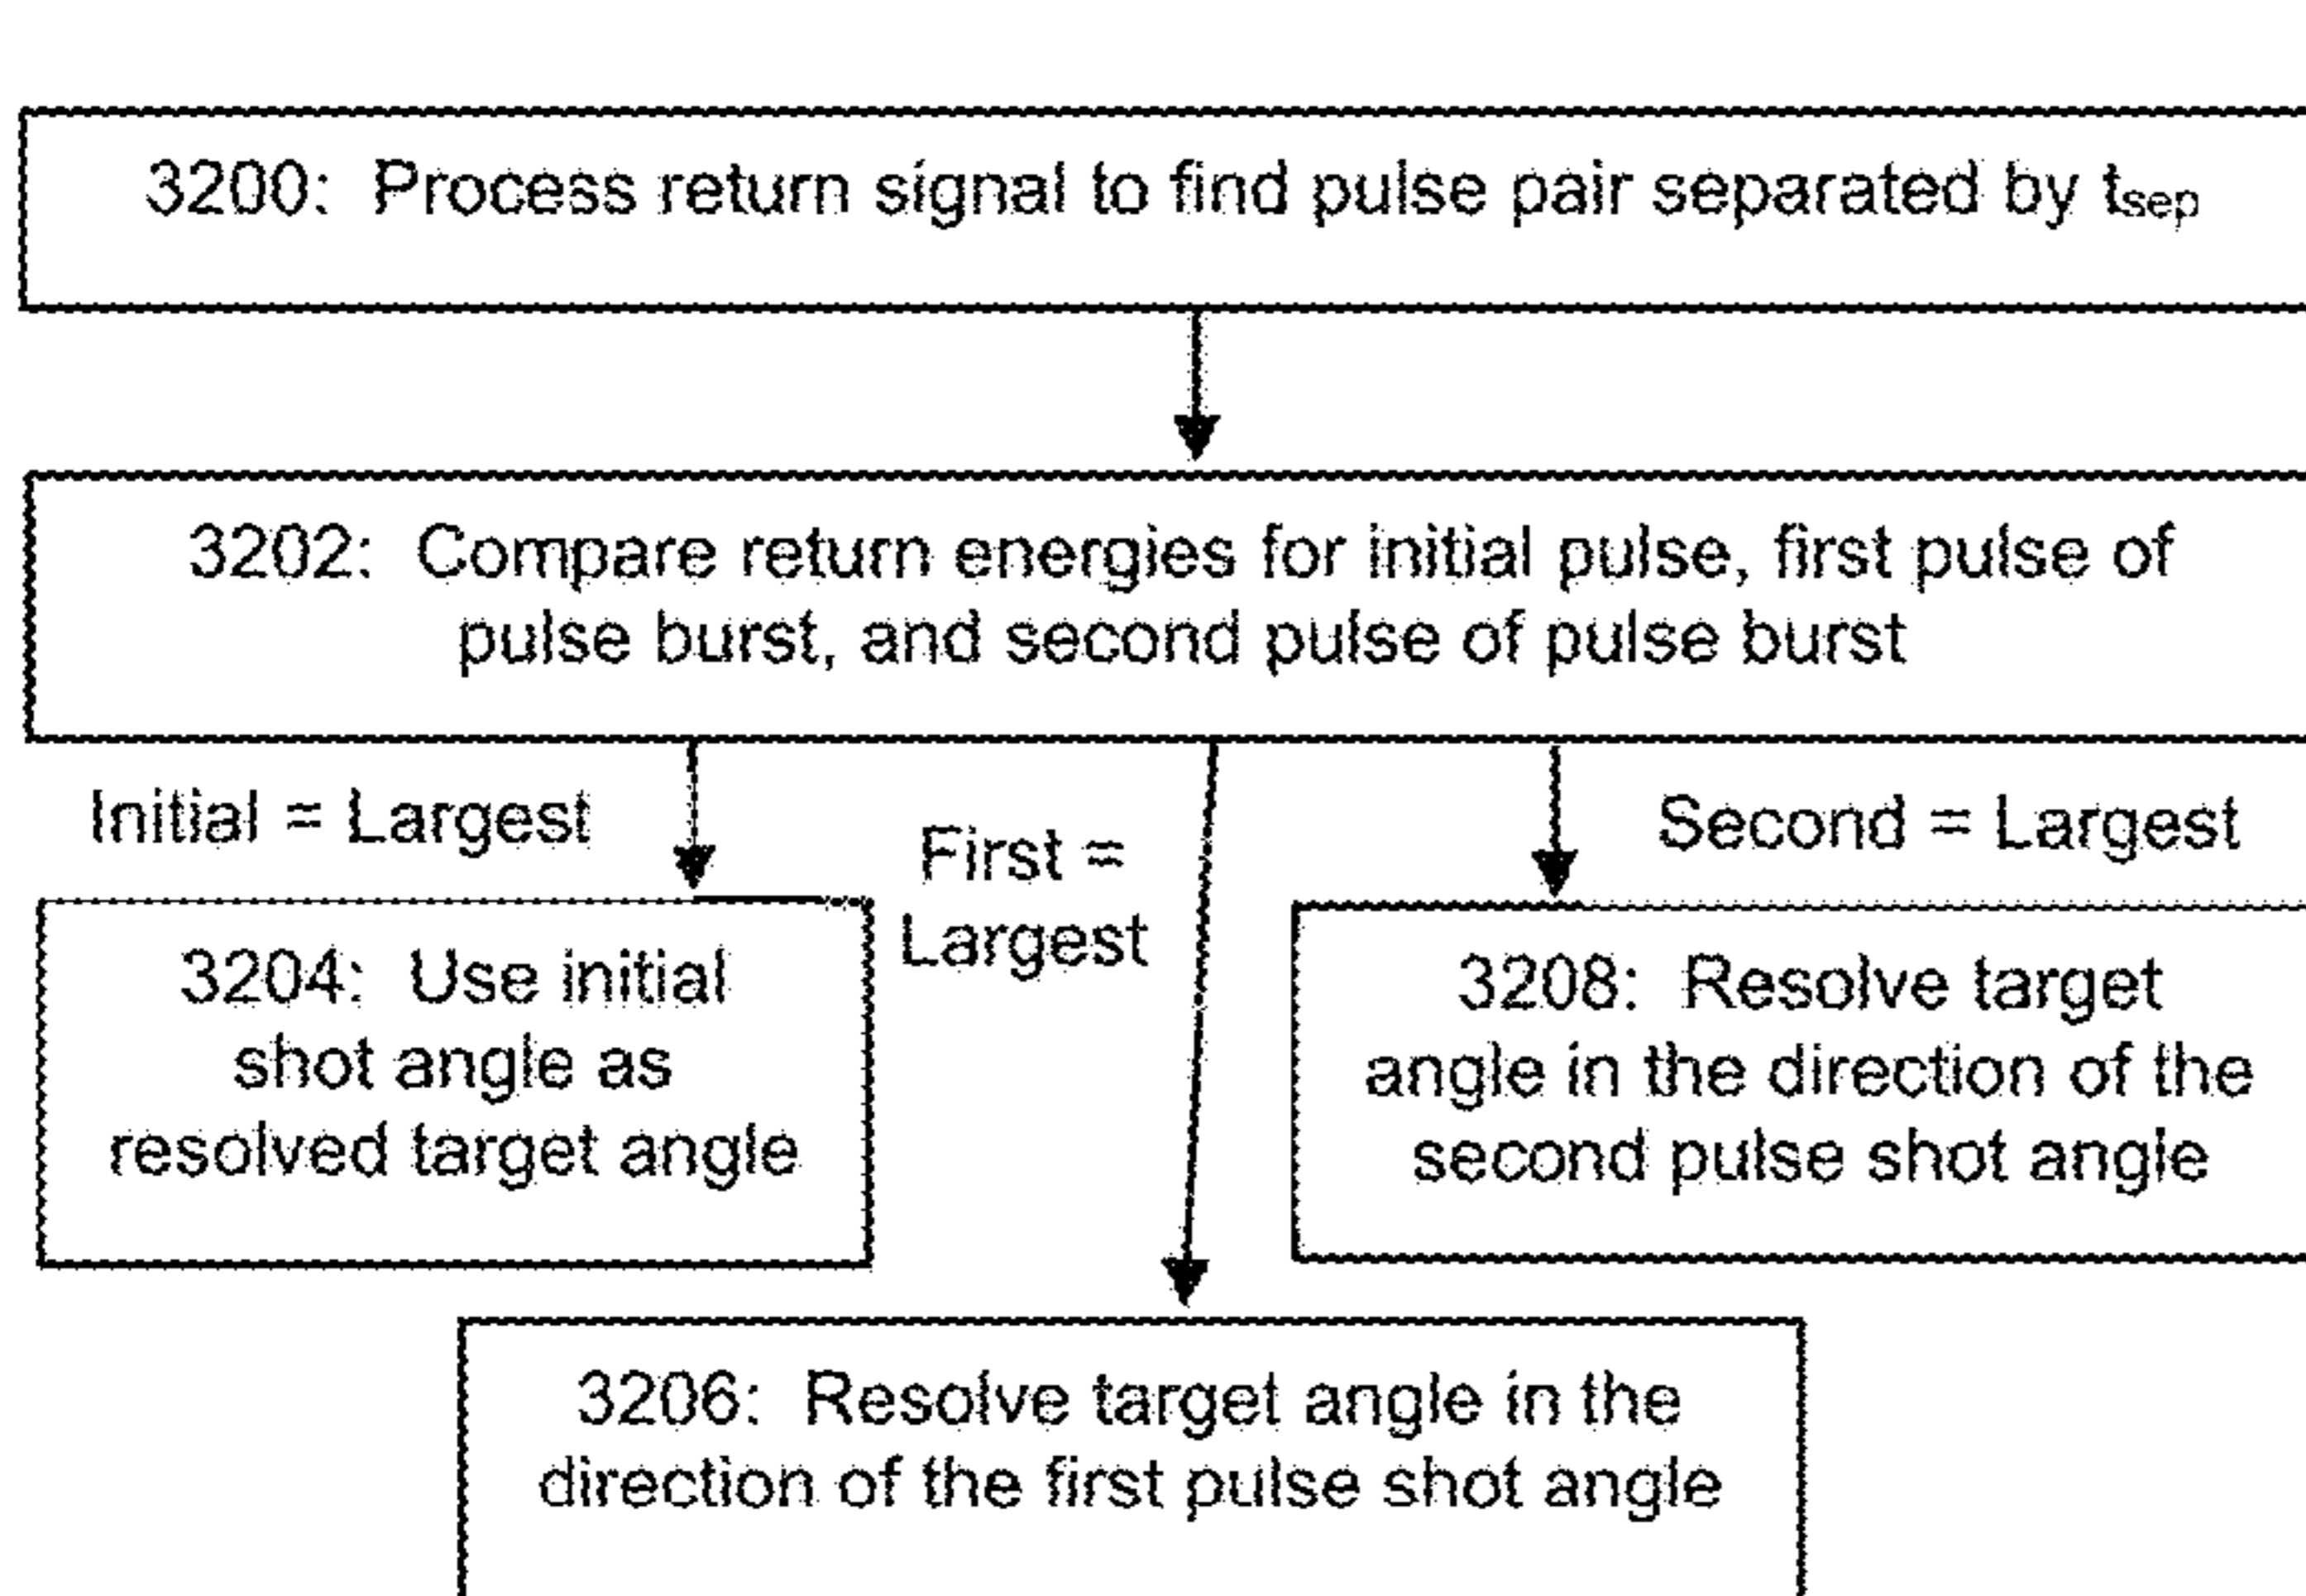 3200: Process return signal to find pulse pair separated by tsep
3202: Compare return energies for initial pulse, first pulse of
pulse burst, and second pulse of pulse burst
Initial = Largest
First =
Largest
Second = Largest
3204: Use initial
shot angle as
resolved target angle
3208: Resolve target
angle in the direction of the
second pulse shot angle
3206: Resolve target angle in the
direction of the first pulse shot angle